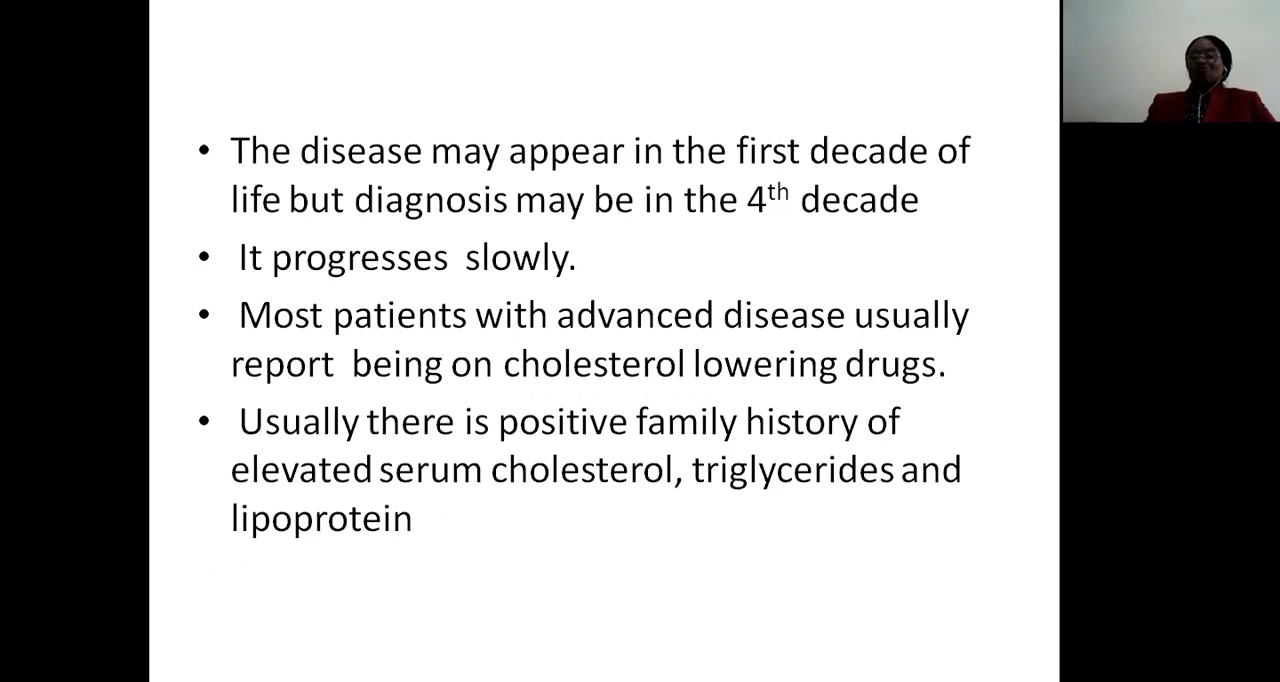 • The disease may appear in the first decade of
life but diagnosis may be in the 4th decade
• It progresses slowly.
• Most patients with advanced disease usually
report being on cholesterol lowering drugs.
• Usually there is positive family history of
elevated serum cholesterol, triglycerides and
lipoprotein